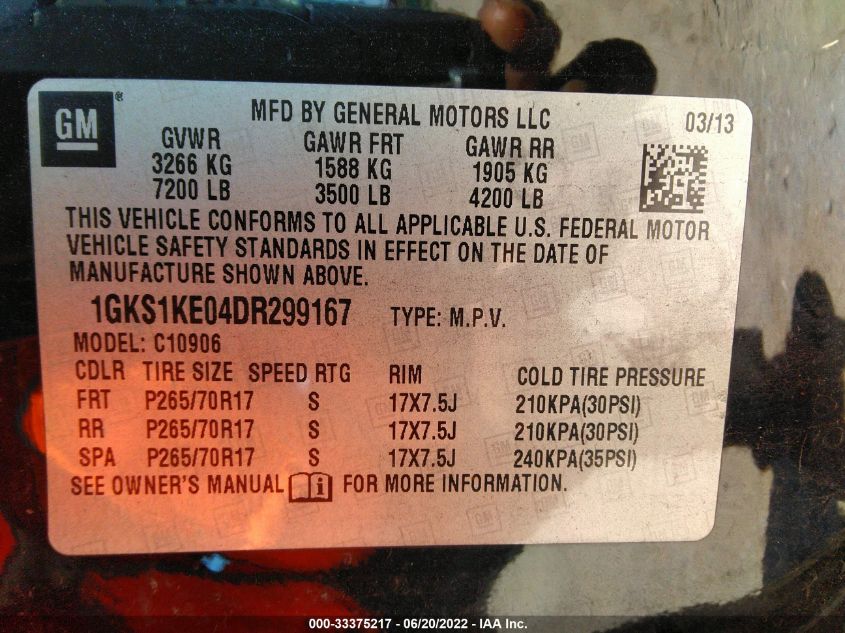 GM®
MFD BY GENERAL MOTORS LLC
03/13
GVWR GAWR FRT GAWR RR
3266 KG 1588 KG 1905 KG
7200 LB 3500 LB 4200 LB
THIS VEHICLE CONFORMS TO ALL APPLICABLE U.S. FEDERAL MOTOR
VEHICLE SAFETY STANDARDS IN EFFECT ON THE DATE OF
MANUFACTURE SHOWN ABOVE.
1GKS1KE04DR299167 TYPE: M.P.V.
MODEL: C10906
CDLR TIRE SIZE SPEED RTG RIM COLD TIRE PRESSURE
FRT P265/70R17 S 17X7.5J 210KPA(30PSI)
RR P265/70R17 S 17X7.5J 210KPA(30PSI)
SPA P265/70R17 S 17X7.5J 240KPA(35PSI)
SEE OWNER'S MANUAL i FOR MORE INFORMATION.
000-33375217 - 06/20/2022 - IAA Inc.